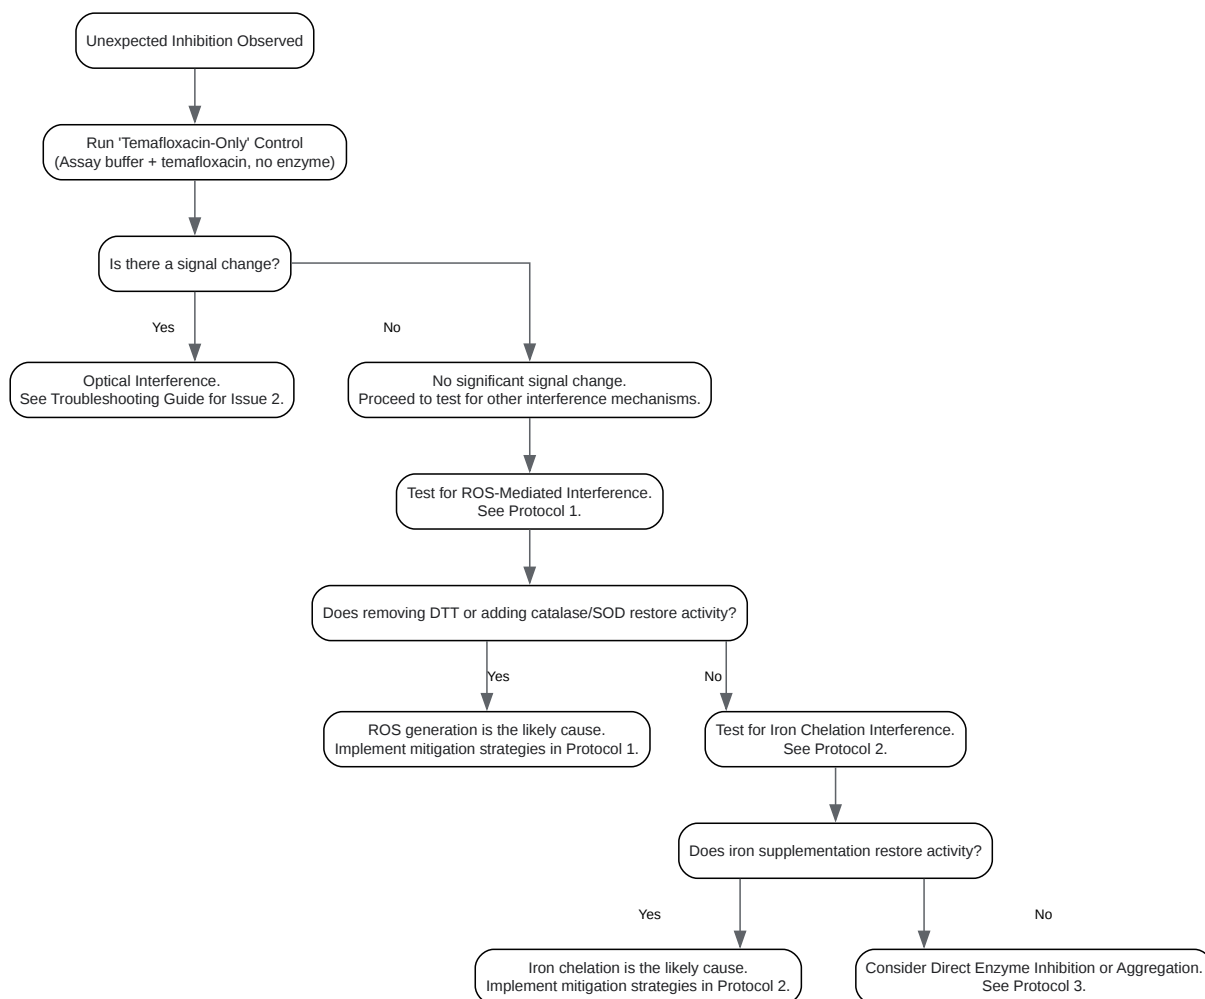 Unexpected Inhibition Observed
Run 'Temafloxacin-Only' Control
(Assay buffer + temafloxacin, no enzyme)
Is there a signal change?
Yes
No
Optical Interference.
See Troubleshooting Guide for Issue 2.
No significant signal change.
Proceed to test for other interference mechanisms.
Test for ROS-Mediated Interference.
See Protocol 1.
Does removing DTT or adding catalase/SOD restore activity?
Yes
No
ROS generation is the likely cause.
Implement mitigation strategies in Protocol 1.
Test for Iron Chelation Interference.
See Protocol 2.
Does iron supplementation restore activity?
Yes
No
Iron chelation is the likely cause.
Implement mitigation strategies in Protocol 2.
Consider Direct Enzyme Inhibition or Aggregation.
See Protocol 3.